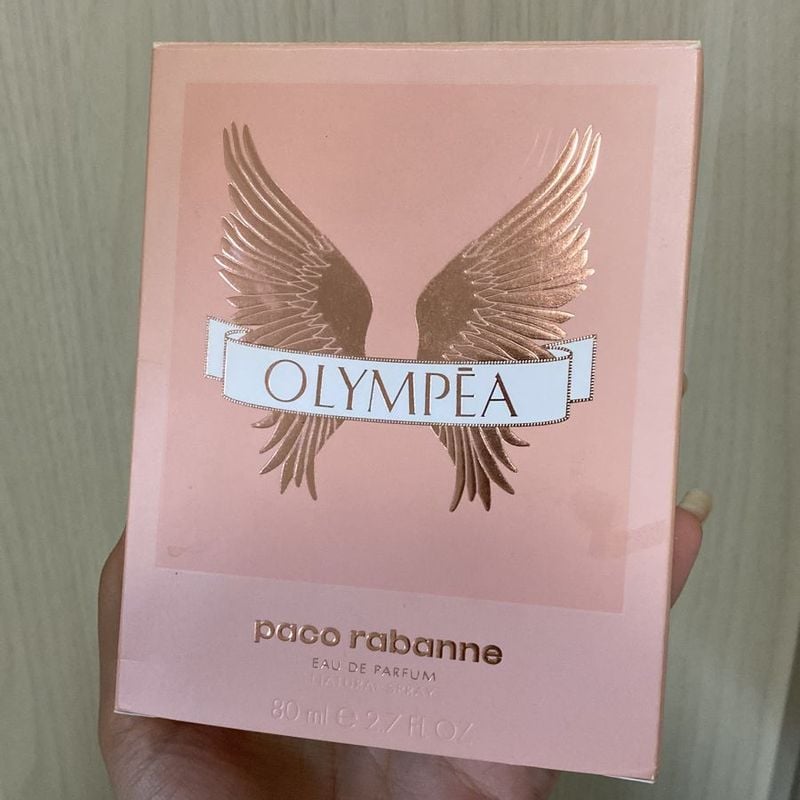 OLYMPĒA
paco rabanne
EAU DE PARFUM
NATURAL SPRAY
80 ml e 2.7 Fl OZ